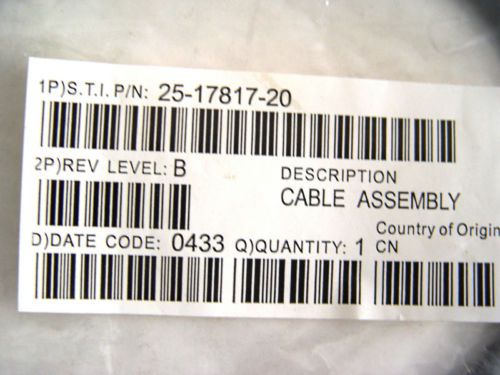 1P)S.T.I. P/N: 25-17817-20
2P)REV LEVEL: B
DESCRIPTION
CABLE ASSEMBLY
Country of Origin
D)DATE CODE: 0433 Q)QUANTITY: 1 CN